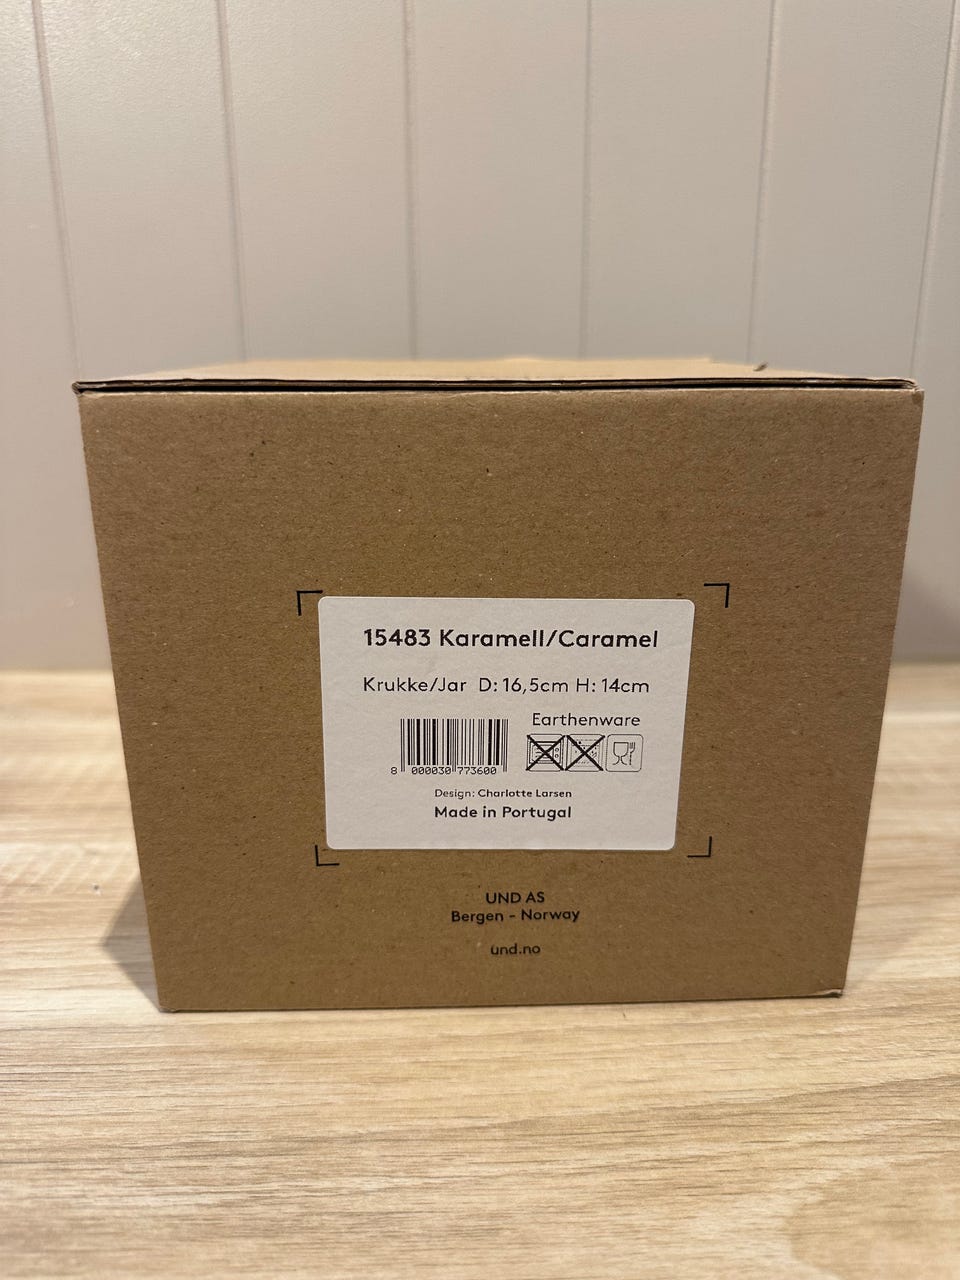 15483 Karamell/Caramel
Krukke/Jar D: 16,5cm H: 14cm
Earthenware
8 000030 773600
Design: Charlotte Larsen
Made in Portugal
UND AS
Bergen - Norway
und.no